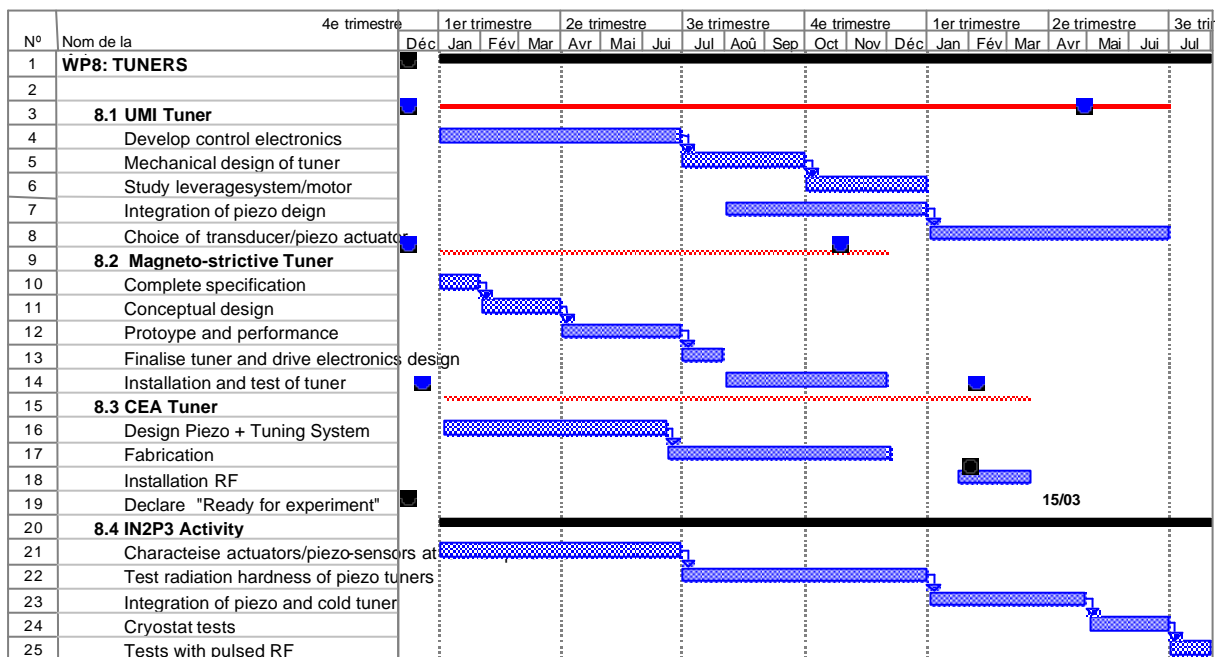 4e trimestre 1er trimestre 2e trimestre 3e trimestre 4e trimestre 1er trimestre 2e trimestre 3e trin
Nº Nom de la Déc Jan Fév Mar Avr Mai Jui Jul Aoû Sep Oct Nov Déc Jan Fév Mar Avr Mai Jui Jul
1 WP8: TUNERS
2
3 8.1 UMI Tuner
4 Develop control electronics
5 Mechanical design of tuner
6 Study leveragesystem/motor
7 Integration of piezo deign
8 Choice of transducer/piezo actuator
9 8.2 Magneto-strictive Tuner
10 Complete specification
11 Conceptual design
12 Protoype and performance
13 Finalise tuner and drive electronics design
14 Installation and test of tuner
15 8.3 CEA Tuner
16 Design Piezo + Tuning System
17 Fabrication
18 Installation RF
19 Declare "Ready for experiment" 15/03
20 8.4 IN2P3 Activity
21 Characteise actuators/piezo-sensors at
22 Test radiation hardness of piezo tuners
23 Integration of piezo and cold tuner
24 Cryostat tests
25 Tests with pulsed RF